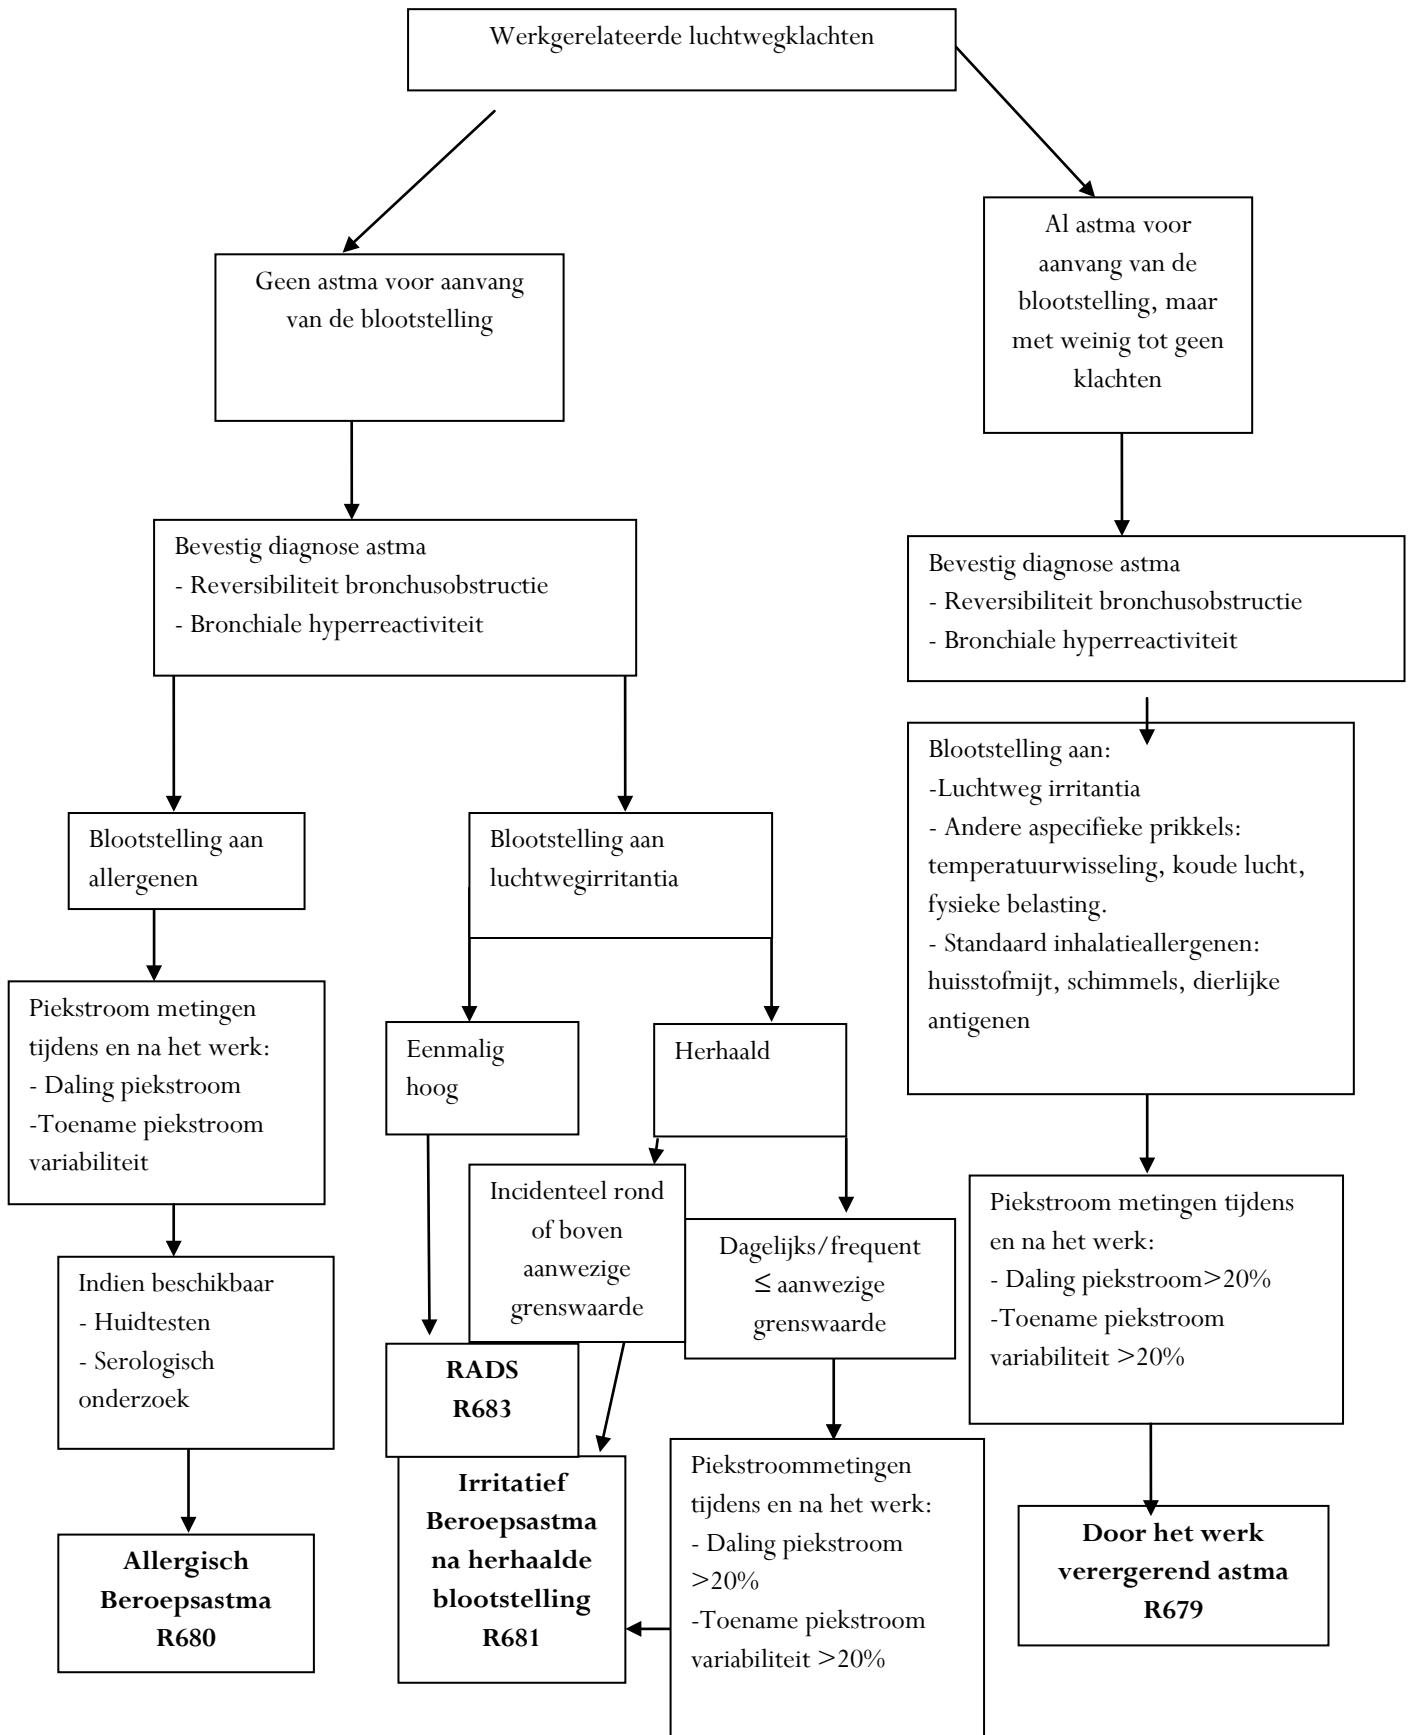 Werkgerelateerde luchtwegklachten
Geen astma voor aanvang
van de blootstelling
Al astma voor
aanvang van de
blootstelling, maar
met weinig tot geen
klachten
Bevestig diagnose astma
- Reversibiliteit bronchusobstructie
- Bronchiale hyperreactiviteit
Bevestig diagnose astma
- Reversibiliteit bronchusobstructie
- Bronchiale hyperreactiviteit
Blootstelling aan
allergenen
Blootstelling aan
luchtwegirritantia
Blootstelling aan:
-Luchtweg irritantia
- Andere aspecifieke prikkels:
temperatuurwisseling, koude lucht,
fysieke belasting.
- Standaard inhalatieallergenen:
huisstofmijt, schimmels, dierlijke
antigenen
Piekstroom metingen
tijdens en na het werk:
- Daling piekstroom
-Toename piekstroom
variabiliteit
Eenmalig
hoog
Herhaald
Incidenteel rond
of boven
aanwezige
grenswaarde
Dagelijks/frequent
≤ aanwezige
grenswaarde
Piekstroom metingen tijdens
en na het werk:
- Daling piekstroom>20%
-Toename piekstroom
variabiliteit >20%
Indien beschikbaar
- Huidtesten
- Serologisch
onderzoek
RADS
R683
Irritatief
Beroepsastma
na herhaalde
blootstelling
R681
Piekstroommetingen
tijdens en na het werk:
- Daling piekstroom
>20%
-Toename piekstroom
variabiliteit >20%
Allergisch
Beroepsastma
R680
Door het werk
verergerend astma
R679